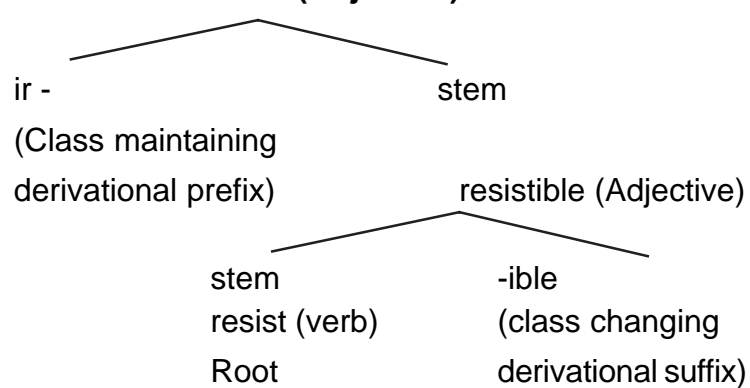 ir -
stem
(Class maintaining
derivational prefix)
resistible (Adjective)
stem
-ible
resist (verb)
(class changing
Root
derivational suffix)